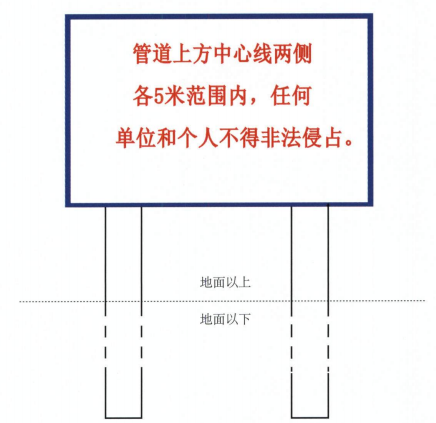 管道上方中心线两侧
各5米范围内，任何
单位和个人不得非法侵占。
地面以上
地面以下